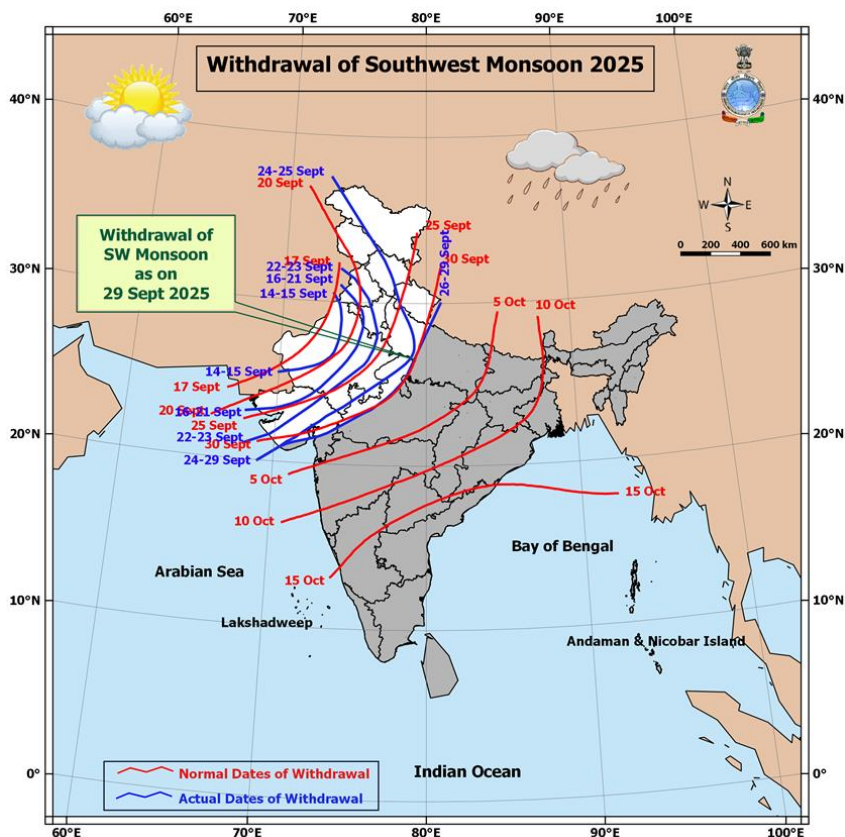 60°E
70°E
80°E
90°E
100°E
Withdrawal of Southwest Monsoon 2025
40°N
40°N
N
W
E
S
0 200 400 600 km
24-25 Sept
20 Sept
25 Sept
Withdrawal of
SW Monsoon
as on
29 Sept 2025
17 Sept
22-23 Sept
16-21 Sept
14-15 Sept
26-29 Sept
30 Sept
30°N
30°N
5 Oct
10 Oct
14-15 Sept
17 Sept
20 Sept
16-21 Sept
25 Sept
22-23 Sept
30 Sept
24-29 Sept
20°N
20°N
5 Oct
10 Oct
15 Oct
15 Oct
Arabian Sea
Bay of Bengal
10°N
10°N
Lakshadweep
Andaman & Nicobar Island
Indian Ocean
0°
0°
Normal Dates of Withdrawal
Actual Dates of Withdrawal
60°E
70°E
80°E
90°E
100°E